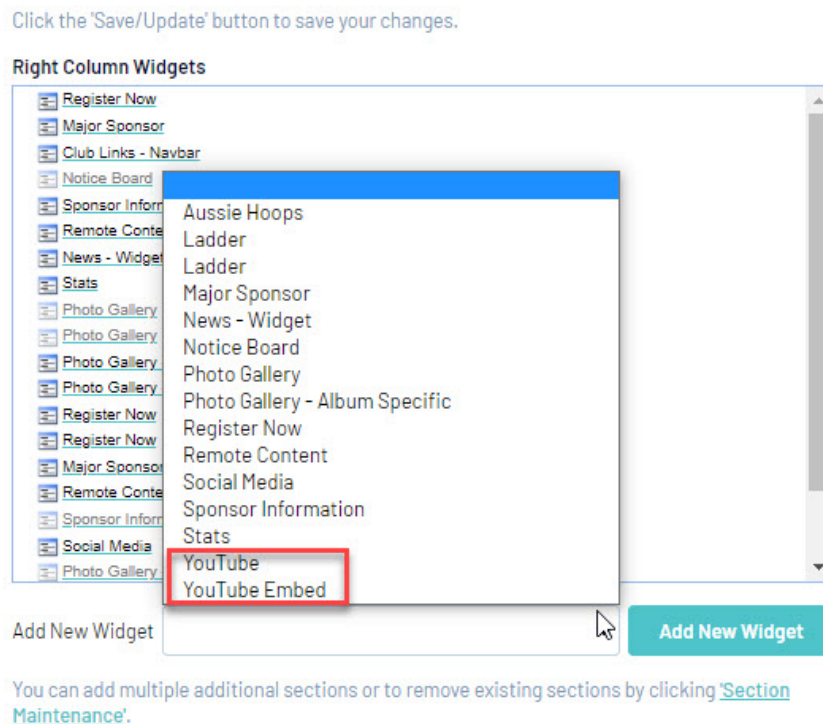 Click the 'Save/Update' button to save your changes.
Right Column Widgets
Register Now
Major Sponsor
Club Links - Navbar
Notice Board
Sponsor Inforr
Remote Conte
News - Widget
Stats
Photo Gallery
Photo Gallery
Photo Gallery
Photo Gallery
Register Now
Register Now
Major Sponsor
Remote Conte
Sponsor Inforr
Social Media
Photo Gallery
Aussie Hoops
Ladder
Ladder
Major Sponsor
News - Widget
Notice Board
Photo Gallery
Photo Gallery - Album Specific
Register Now
Remote Content
Social Media
Sponsor Information
Stats
YouTube
YouTube Embed
Add New Widget
Add New Widget
You can add multiple additional sections or to remove existing sections by clicking 'Section
Maintenance'.